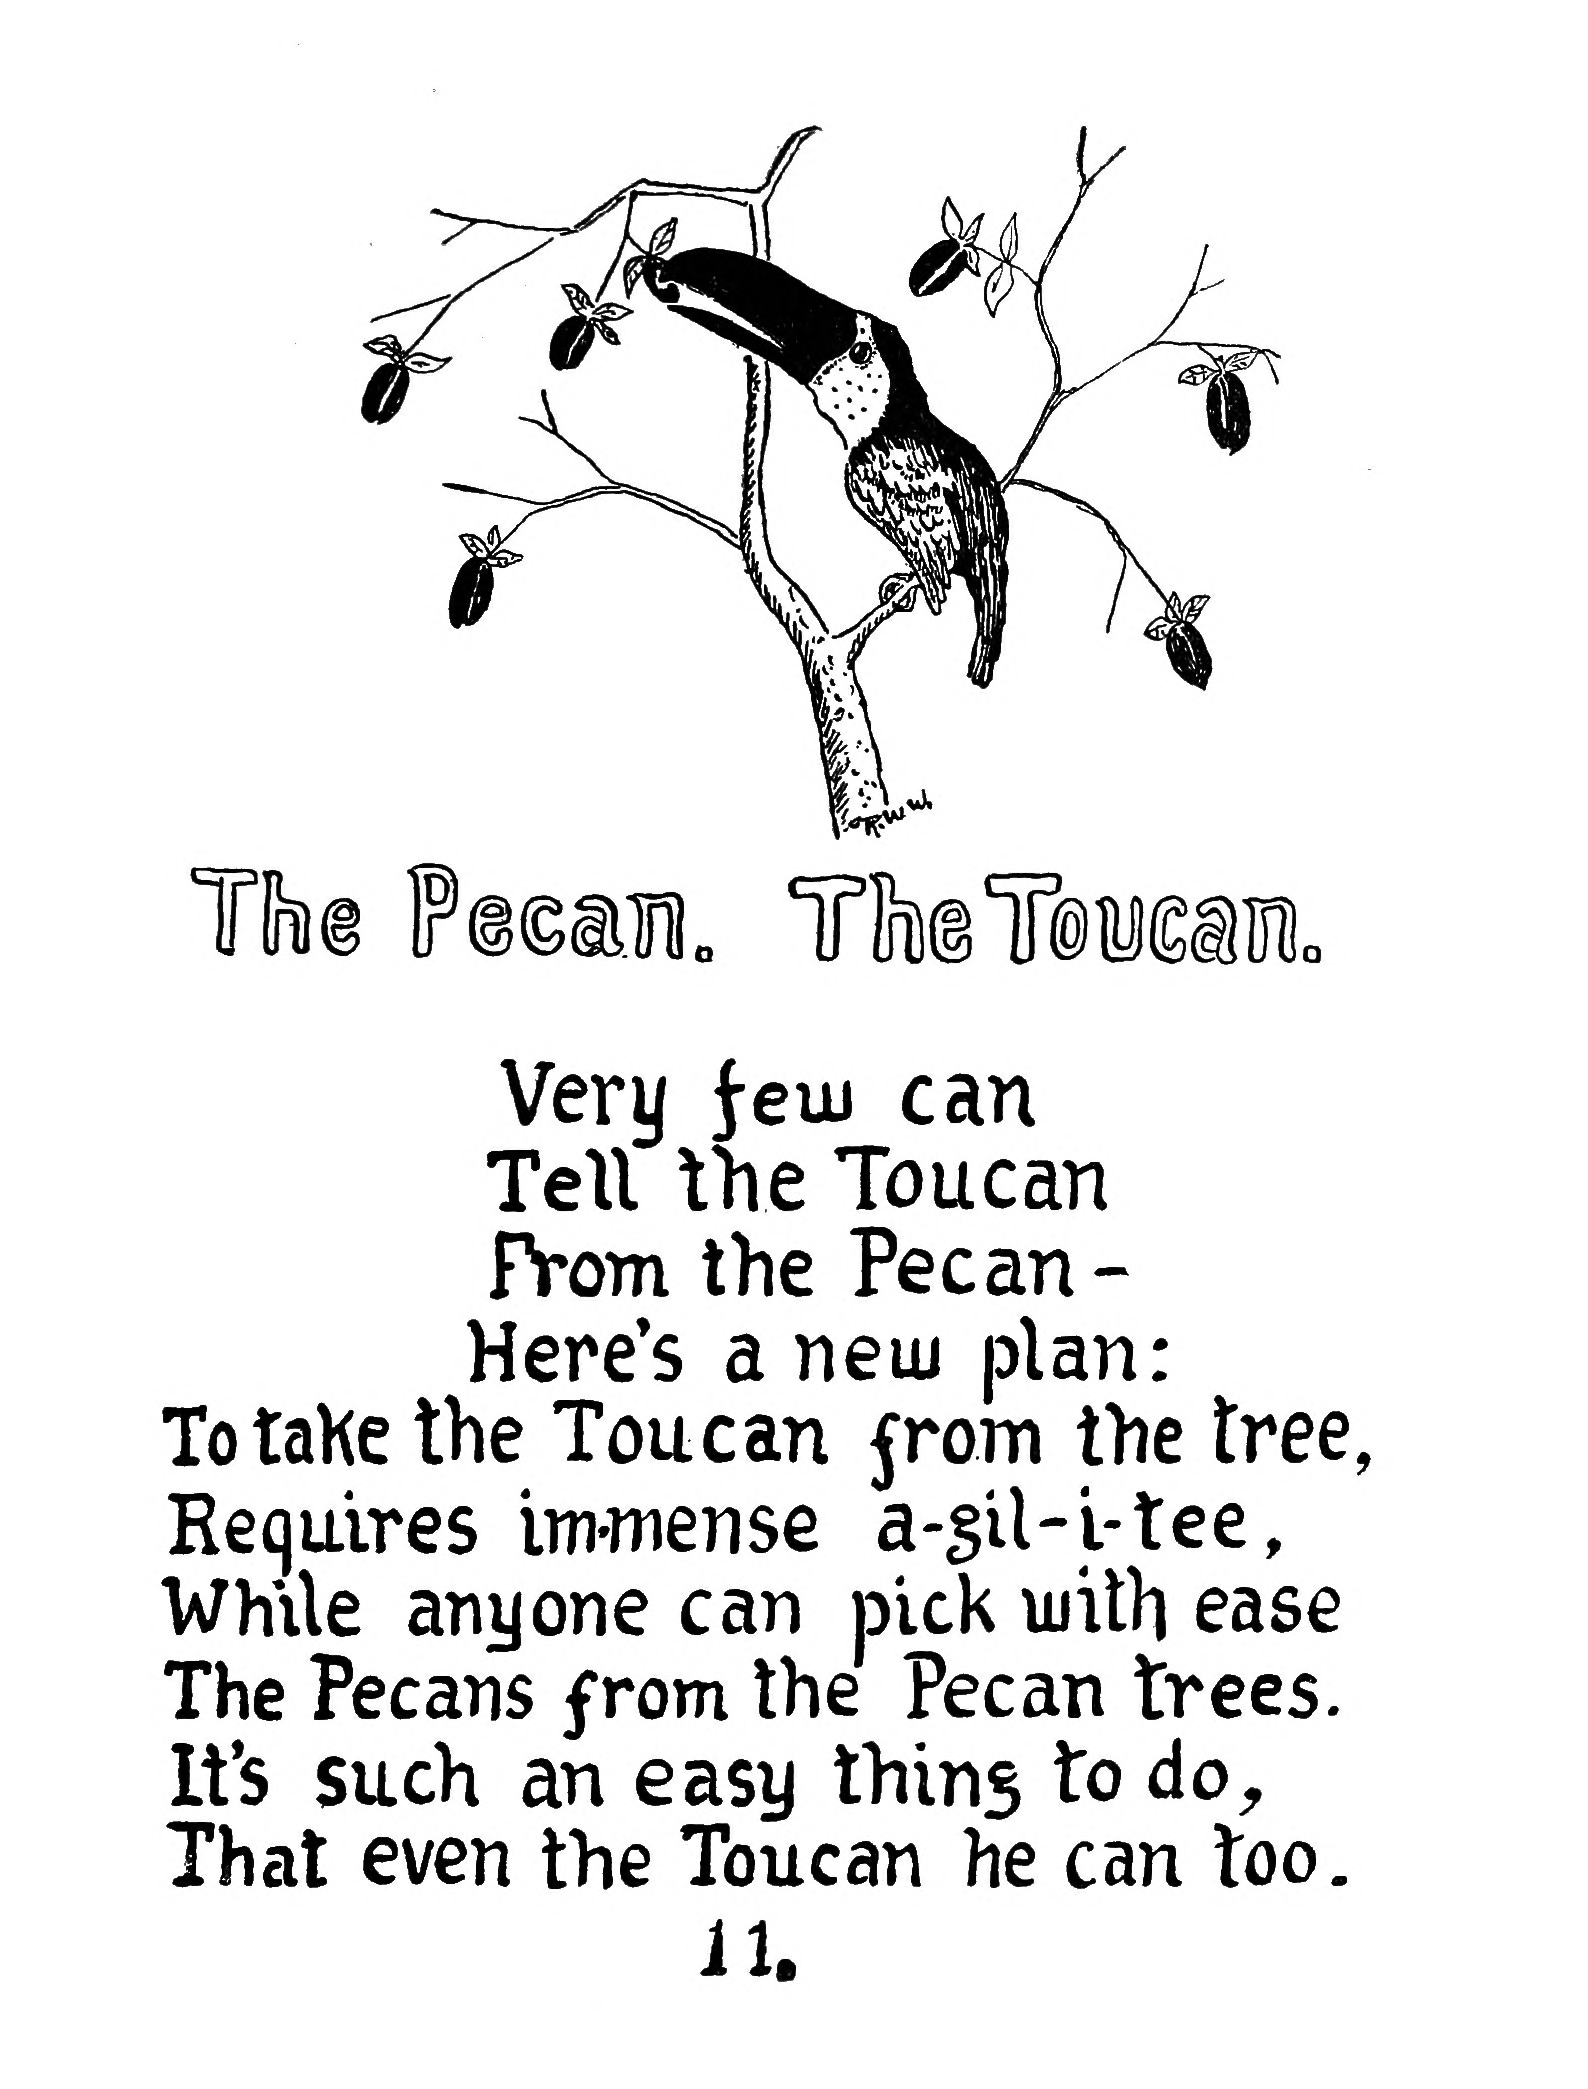 R.W.W.
The Pecan. The Toucan.
Very few can
Tell the Toucan
From the Pecan -
Here's a new plan:
To take the Toucan from the tree,
Requires im-mense a-gil-i-tee,
While anyone can pick with ease
The Pecans from the Pecan trees.
It's such an easy thing to do,
That even the Toucan he can too.
11.